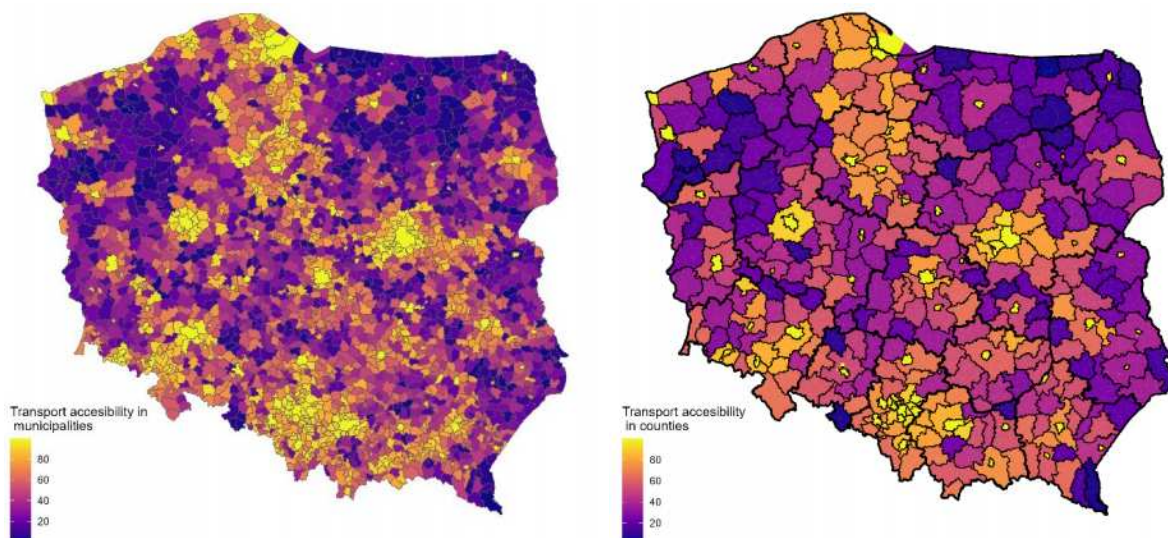 Transport accesibility in
municipalities
80
60
40
20
Transport accesibility
in counties
80
60
40
20